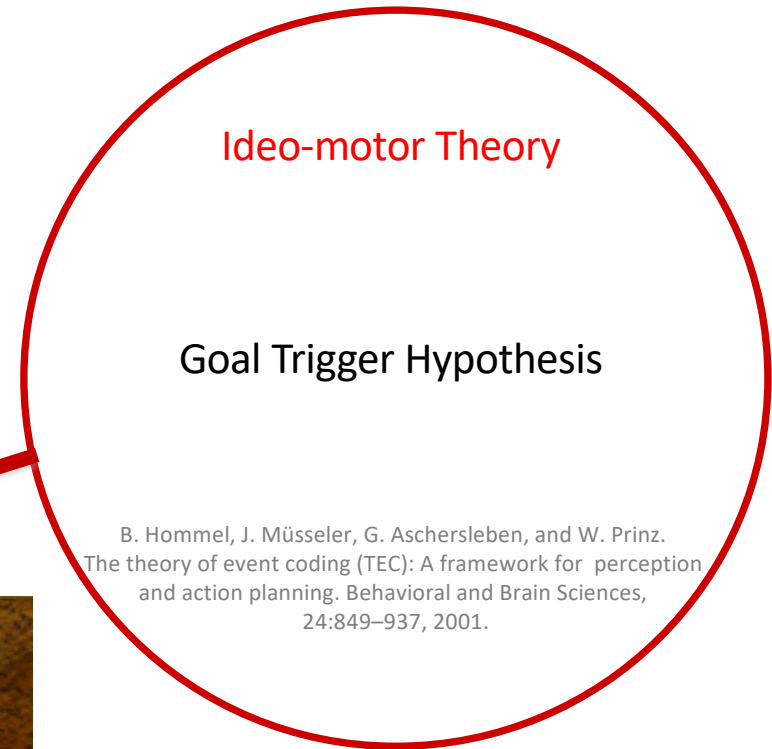 Ideo-motor Theory
Goal Trigger Hypothesis
B. Hommel, J. Müsseler, G. Aschersleben, and W. Prinz.
The theory of event coding (TEC): A framework for perception
and action planning. Behavioral and Brain Sciences,
24:849–937, 2001.